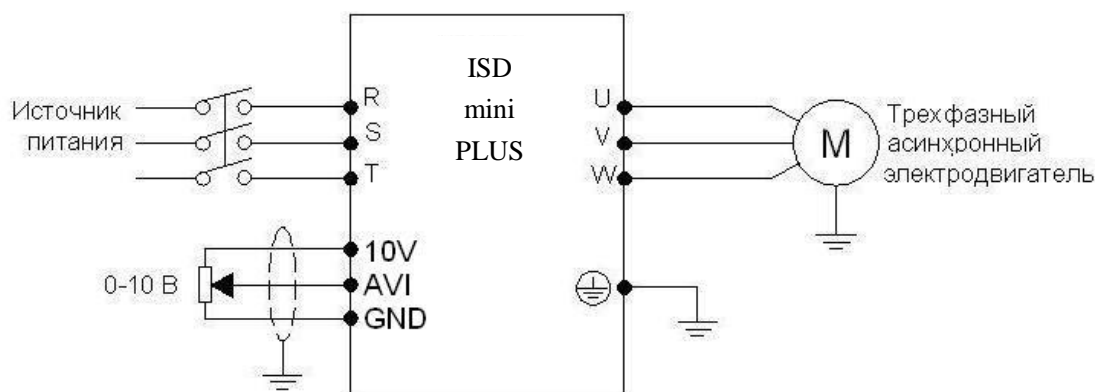 ISD
mini
PLUS
Источник
питания
R
S
T
U
V
W
M
Трехфазный
асинхронный
электродвигатель
0-10 В
10V
AVI
GND